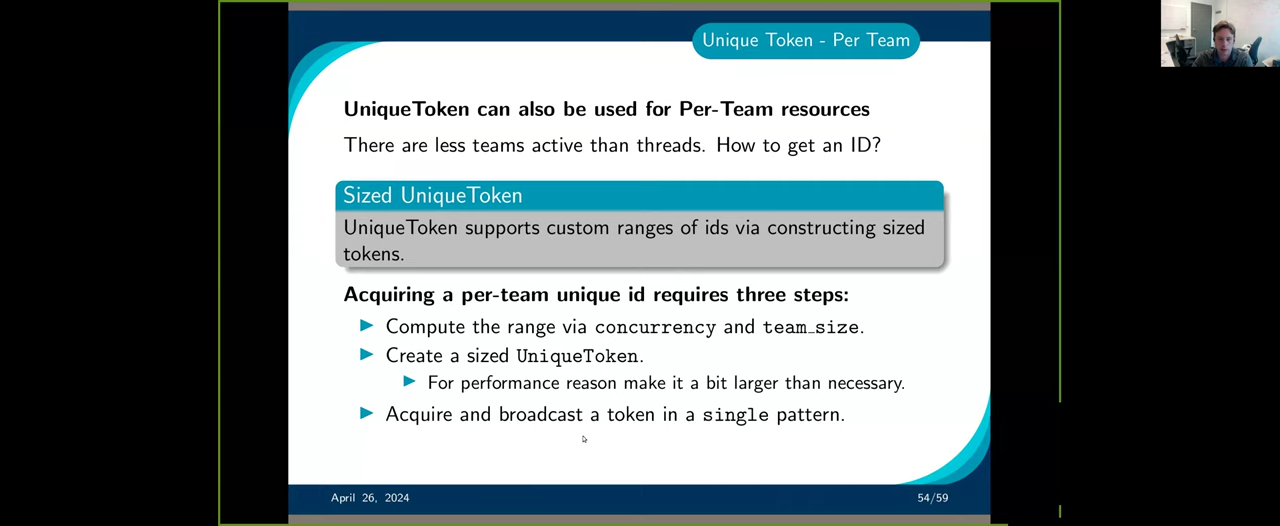 Unique Token - Per Team
UniqueToken can also be used for Per-Team resources
There are less teams active than threads. How to get an ID?
Sized UniqueToken
UniqueToken supports custom ranges of ids via constructing sized
tokens.
Acquiring a per-team unique id requires three steps:
Compute the range via concurrency and team_size.
Create a sized UniqueToken.
For performance reason make it a bit larger than necessary.
Acquire and broadcast a token in a single pattern.
April 26, 2024
54/59